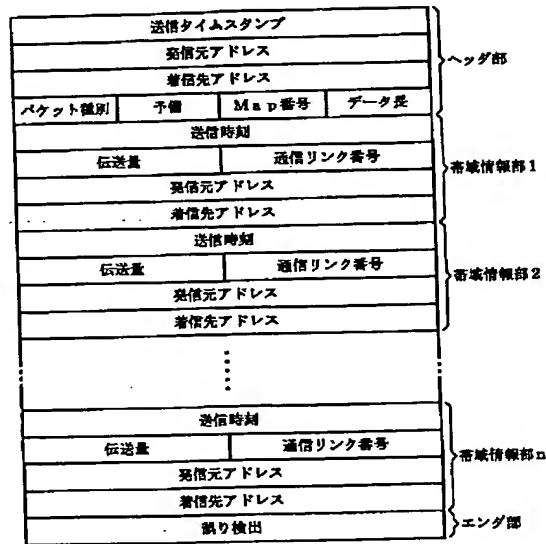 送信タイムスタンプ
発信元アドレス
着信先アドレス
ヘッダ部
パケット種別 予備 Map番号 データ長
送信時刻
伝送量 通信リンク番号
帯域情報部1
発信元アドレス
着信先アドレス
送信時刻
伝送量 通信リンク番号
帯域情報部2
発信元アドレス
着信先アドレス
送信時刻
伝送量 通信リンク番号
帯域情報部n
発信元アドレス
着信先アドレス
誤り検出
エンダ部